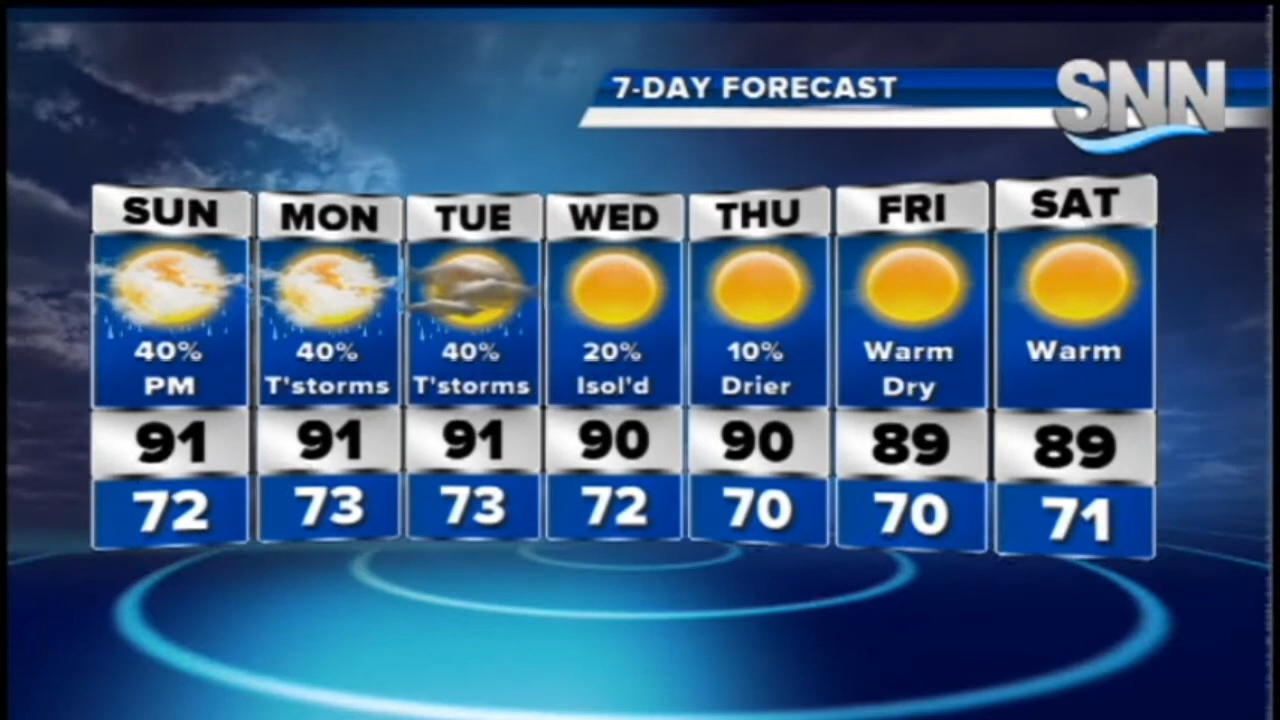 7-DAY FORECAST
SNN
SUN MON TUE WED THU FRI SAT
40% 40% 40% 20% 10% Warm Warm
PM T'storms T'storms Isol'd Drier Dry
91 91 91 90 90 89 89
72 73 73 72 70 70 71